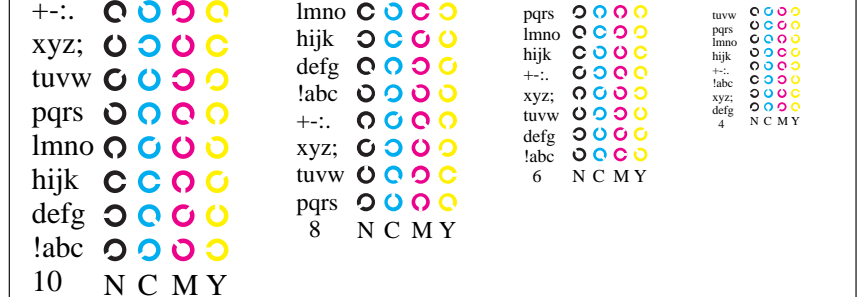 +-:.
xyz;
tuvw
pqrs
lmno
hijk
defg
!abc
10 N C M Y
lmno
hijk
defg
!abc
+-:.
xyz;
tuvw
pqrs
8 N C M Y
pqrs
lmno
hijk
+-:.
xyz;
tuvw
defg
!abc
6 N C M Y
tuvw
pqrs
lmno
hijk
+-:.
!abc
xyz;
defg
4 N C M Y